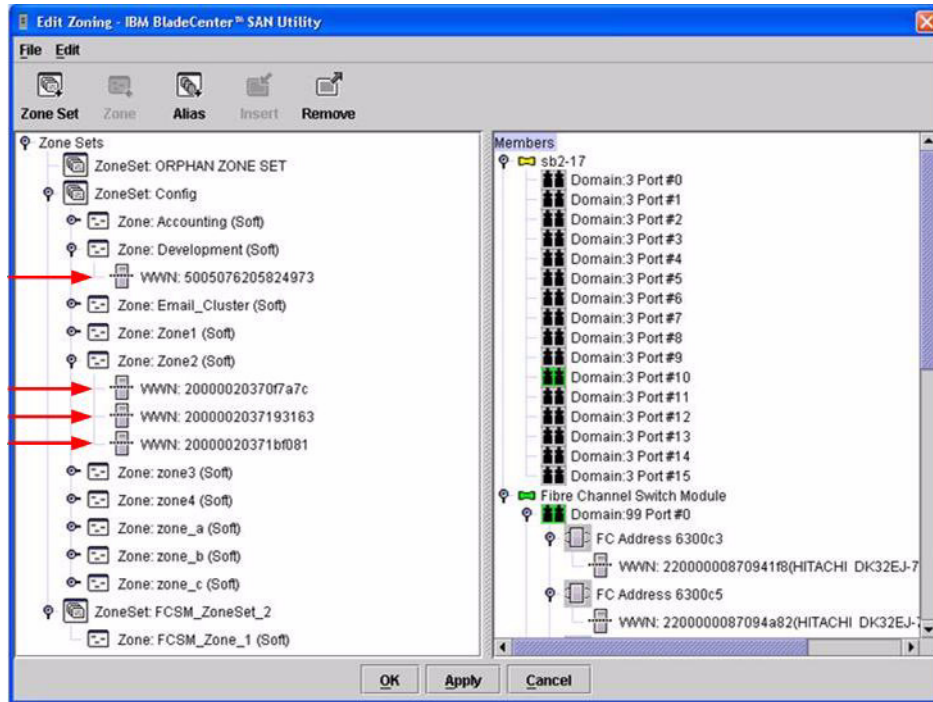 Edit Zoning - IBM BladeCenter™ SAN Utility
File Edit
Zone Set Zone Alias Insert Remove
Zone Sets
ZoneSet: ORPHAN ZONE SET
ZoneSet: Config
Zone: Accounting (Soft)
Zone: Development (Soft)
WWN: 5005076205824973
Zone: Email_Cluster (Soft)
Zone: Zone1 (Soft)
Zone: Zone2 (Soft)
WWN: 20000020370f7a7c
WWN: 2000002037193163
WWN: 20000020371bf081
Zone: zone3 (Soft)
Zone: zone4 (Soft)
Zone: zone_a (Soft)
Zone: zone_b (Soft)
Zone: zone_c (Soft)
ZoneSet: FCSM_ZoneSet_2
Zone: FCSM_Zone_1 (Soft)
Members
sb2-17
Domain:3 Port#0
Domain:3 Port#1
Domain:3 Port#2
Domain:3 Port#3
Domain:3 Port#4
Domain:3 Port#5
Domain:3 Port#6
Domain:3 Port#7
Domain:3 Port#8
Domain:3 Port#9
Domain:3 Port#10
Domain:3 Port#11
Domain:3 Port#12
Domain:3 Port#13
Domain:3 Port#14
Domain:3 Port#15
Fibre Channel Switch Module
Domain:99 Port#0
FC Address 6300c3
WWN: 22000000870941f8(HITACHI DK32EJ-7
FC Address 6300c5
WWN: 2200000087094a82(HITACHI DK32EJ-7
OK Apply Cancel